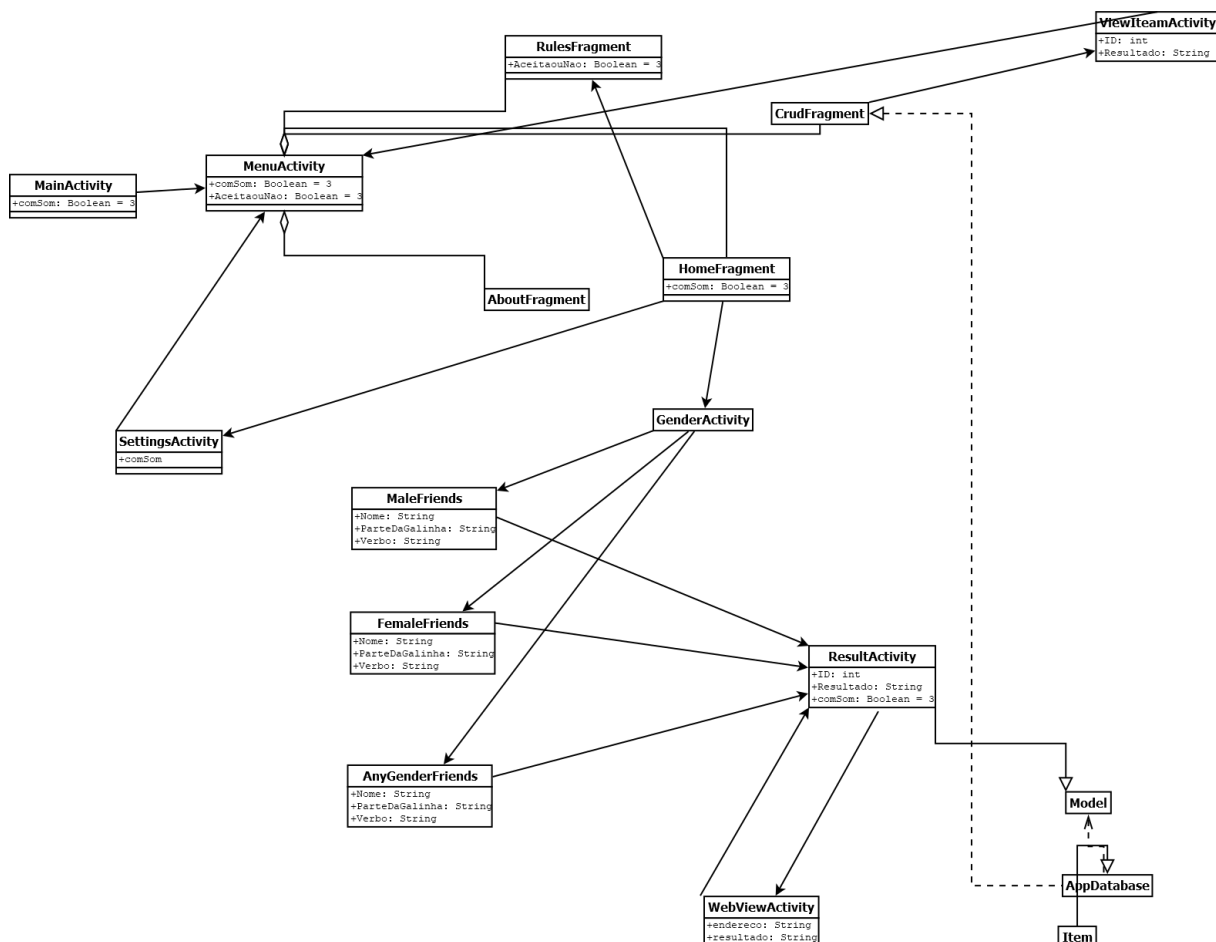 ViewIteamActivity
+ID: int
+Resultado: String
RulesFragment
+AceitaouNao: Boolean = 3
CrudFragment
MenuActivity
+comSom: Boolean = 3
+AceitaouNao: Boolean = 3
MainActivity
+comSom: Boolean = 3
HomeFragment
+comSom: Boolean = 3
AboutFragment
GenderActivity
SettingsActivity
+comSom
MaleFriends
+Nome: String
+ParteDaGalinha: String
+Verbo: String
FemaleFriends
+Nome: String
+ParteDaGalinha: String
+Verbo: String
ResultActivity
+ID: int
+Resultado: String
+comSom: Boolean = 3
AnyGenderFriends
+Nome: String
+ParteDaGalinha: String
+Verbo: String
Model
AppDatabase
WebViewActivity
+endereco: String
+resultado: String
Item